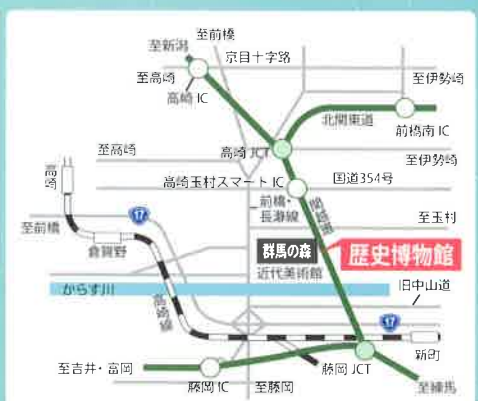 至前橋
至新潟
京目十字路
至高崎
至伊勢崎
高崎 IC
北関東道
前橋南 IC
至高崎
高崎 JCT
至伊勢崎
高崎玉村スマート IC
国道354号
高崎
前橋・
長瀞線
関越道
17
至玉村
至前橋
倉賀野
群馬の森
歴史博物館
近代美術館
からす川
高崎線
旧中山道
17
新町
至吉井・富岡
藤岡 IC
至藤岡
藤岡 JCT
至練馬